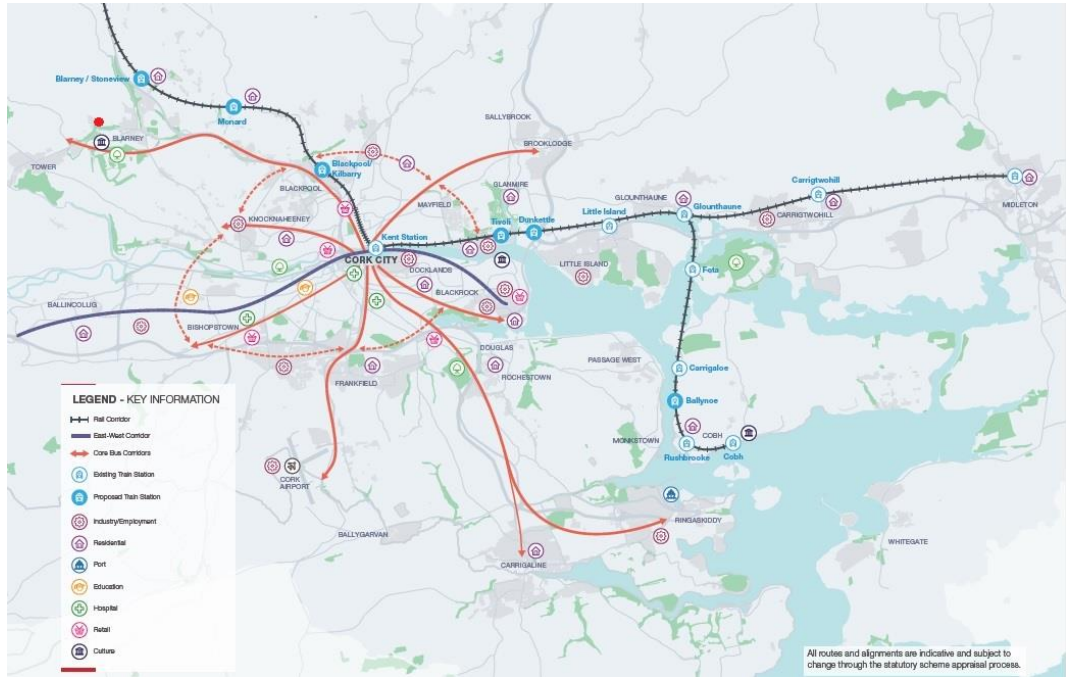 SALLYBROOK
BROOKLODGE
Blarney / Stoneview
Monard
BLARNEY
TOWER
Blackpool/
Kilbarry
BLACKPOOL
GLANMIRE
MAYFIELD
KNOCKNAHEENEY
GLOUNTHAUNE
Carrigtwohill
CARRIGTWOHILL
MIDLETON
Kent Station
CORK CITY
Tivoli
Dunkettle
Little Island
Glounthaune
LITTLE ISLAND
DOCKLANDS
BLACKROCK
Fota
BALLINCOLUG
BISHOPSTOWN
DOUGLAS
ROCHESTOWN
FRANKFIELD
PASSAGE WEST
Carrigaloe
Ballynoe
MONKSTOWN
COBH
Rushbrooke
Cobh
CORK
AIRPORT
BALLYGARVAN
CARRIGALINE
RINGASKIDDY
WHITEGATE
LEGEND - KEY INFORMATION
Rail Corridor
East-West Corridor
Core Bus Corridors
Existing Train Station
Proposed Train Station
Industry/Employment
Residential
Port
Education
Hospital
Retail
Culture
All routes and alignments are indicative and subject to
change through the statutory scheme appraisal process.